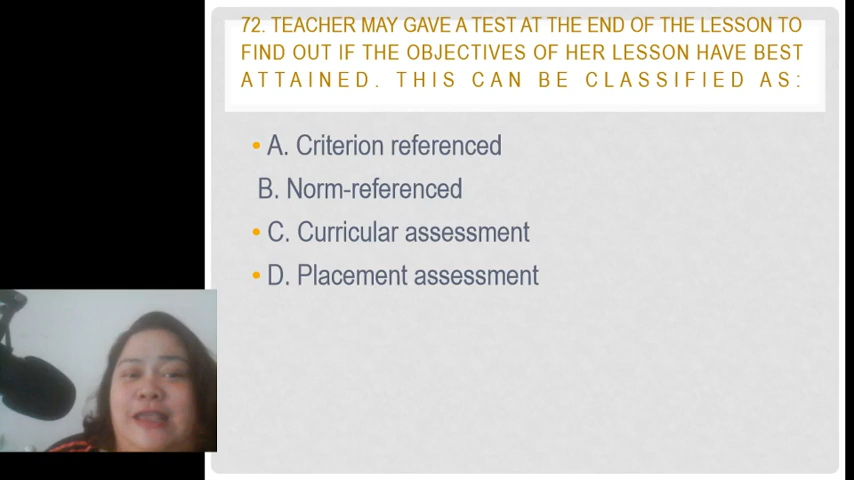 72. TEACHER MAY GAVE A TEST AT THE END OF THE LESSON TO
FIND OUT IF THE OBJECTIVES OF HER LESSON HAVE BEST
ATTAINED. THIS CAN BE CLASSIFIED AS:
• A. Criterion referenced
B. Norm-referenced
• C. Curricular assessment
• D. Placement assessment